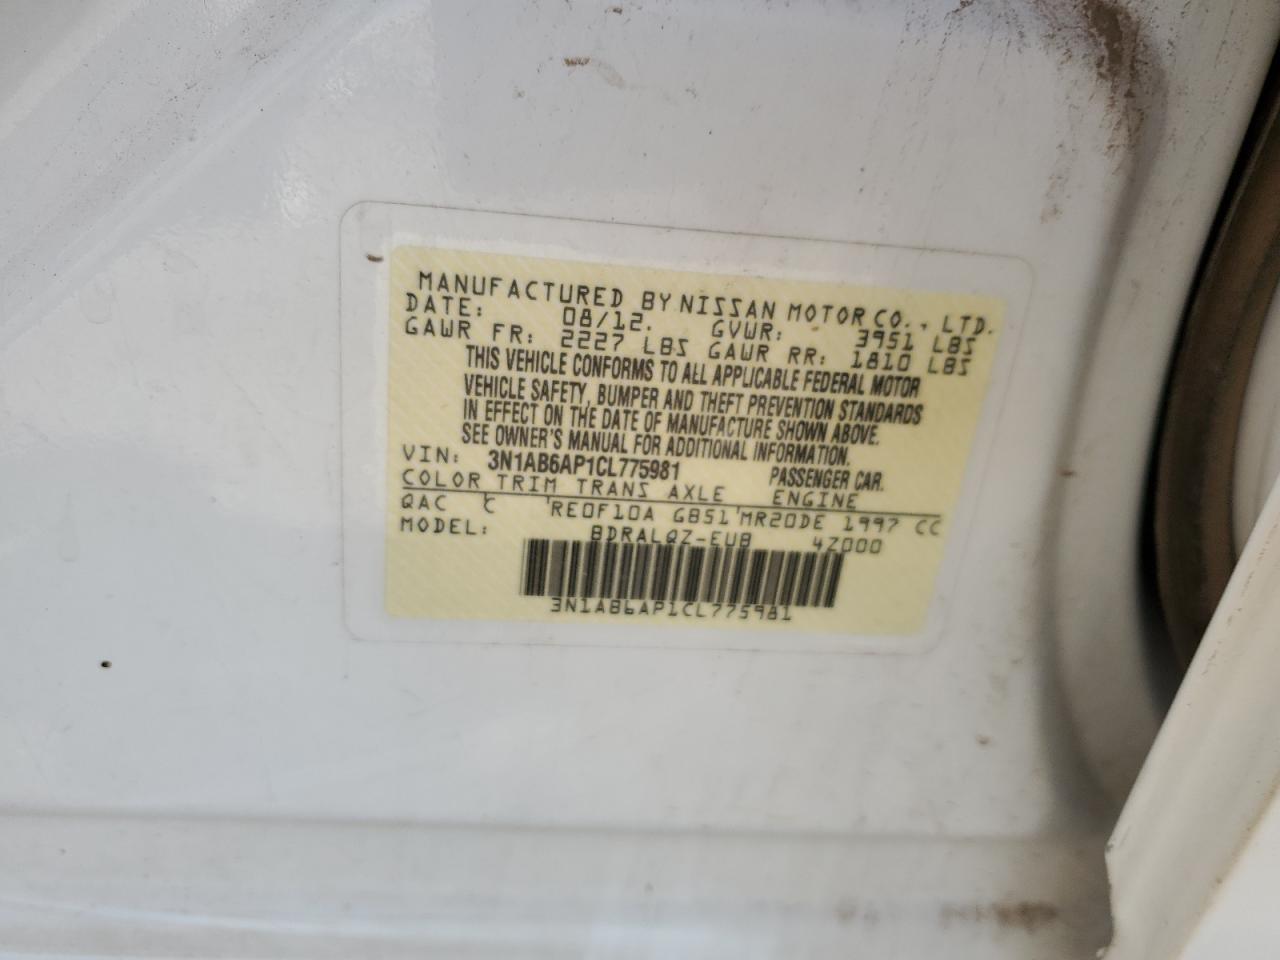 MANUFACTURED BY NISSAN MOTOR CO., LTD.
DATE: 08/12. GVWR: 3951 LBS
GAWR FR: 2227 LBS GAWR RR: 1810 LBS
THIS VEHICLE CONFORMS TO ALL APPLICABLE FEDERAL MOTOR
VEHICLE SAFETY, BUMPER AND THEFT PREVENTION STANDARDS
IN EFFECT ON THE DATE OF MANUFACTURE SHOWN ABOVE.
SEE OWNER'S MANUAL FOR ADDITIONAL INFORMATION.
VIN: 3N1AB6AP1CL775981 PASSENGER CAR.
COLOR TRIM TRANS AXLE ENGINE
QAC C RE0F10A GB51 MR20DE 1997 CC
MODEL: BDRALQZ-EUB 4Z000
3N1AB6AP1CL775981